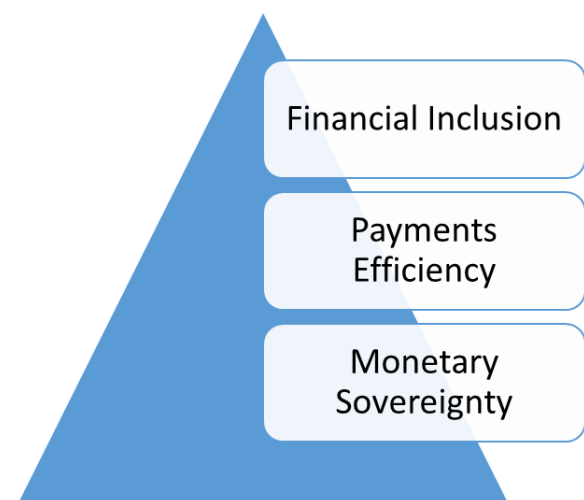 Financial Inclusion
Payments
Efficiency
Monetary
Sovereignty